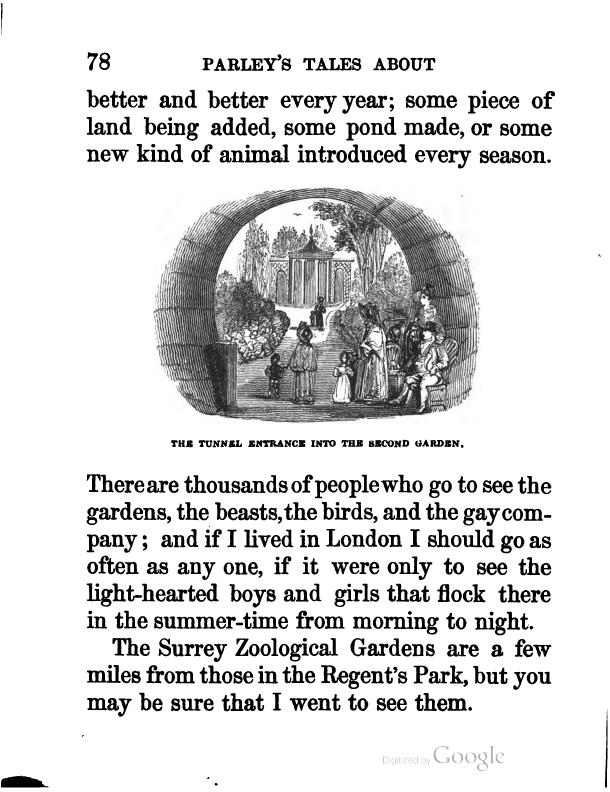 78 PARLEY'S TALES ABOUT
better and better every year; some piece of
land being added, some pond made, or some
new kind of animal introduced every season.
THE TUNNEL ENTRANCE INTO THE SECOND GARDEN.
There are thousands of people who go to see the
gardens, the beasts, the birds, and the gay com-
pany; and if I lived in London I should go as
often as any one, if it were only to see the
light-hearted boys and girls that flock there
in the summer-time from morning to night.
The Surrey Zoological Gardens are a few
miles from those in the Regent's Park, but you
may be sure that I went to see them.
Digitized by Google